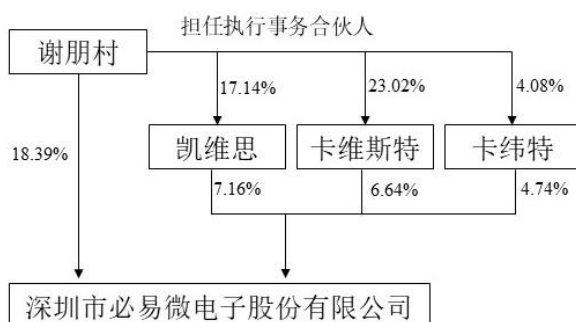 担任执行事务合伙人
谢朋村
17.14%
23.02%
4.08%
18.39%
凯维思
卡维斯特
卡纬特
7.16%
6.64%
4.74%
深圳市必易微电子股份有限公司